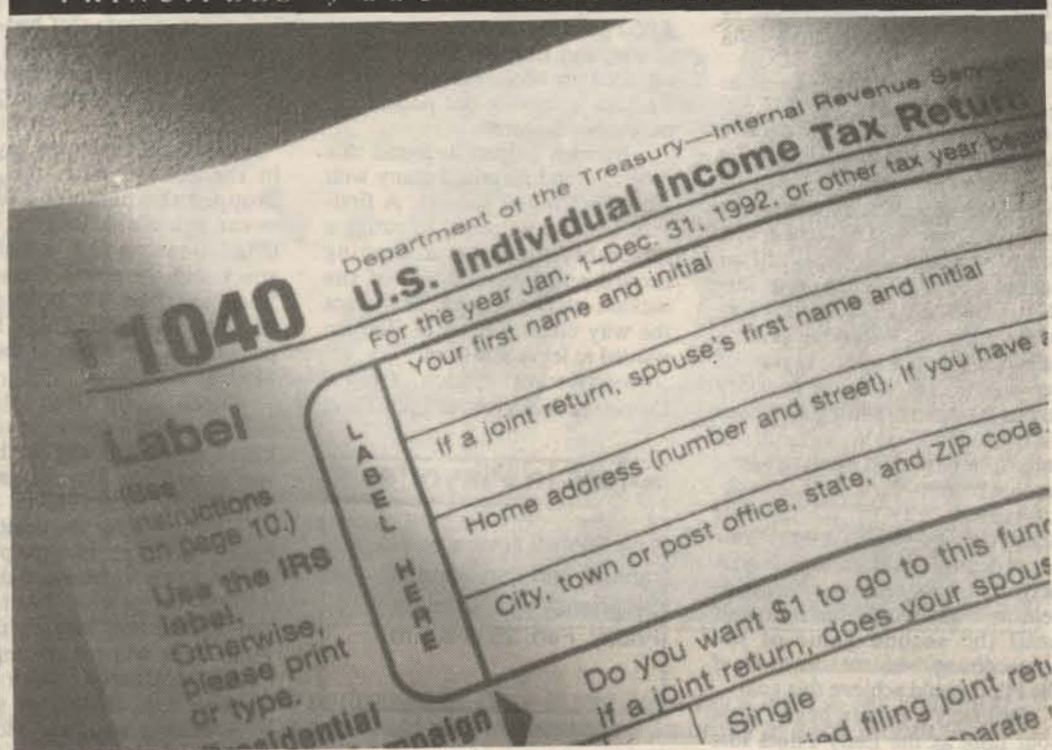 Department of the Treasury—Internal Revenue Service
1040 U.S. Individual Income Tax Return
For the year Jan. 1–Dec. 31, 1992, or other tax year
Label
(See
instructions
on page 10.)
Use the IRS
label.
Otherwise,
please print
or type.
LABEL HERE
Your first name and initial
If a joint return, spouse's first name and initial
Home address (number and street). If you have a
City, town or post office, state, and ZIP code.
Do you want $1 to go to this
If a joint return, does your
Single
filing joint